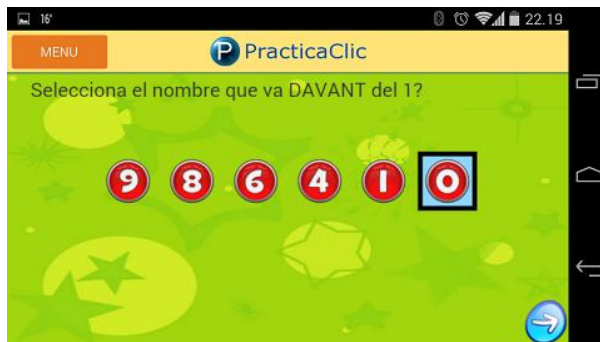 16°
22.19
MENU
P PracticaClic
Selecciona el nombre que va DAVANT del 1?
9 8 6 4 1 0